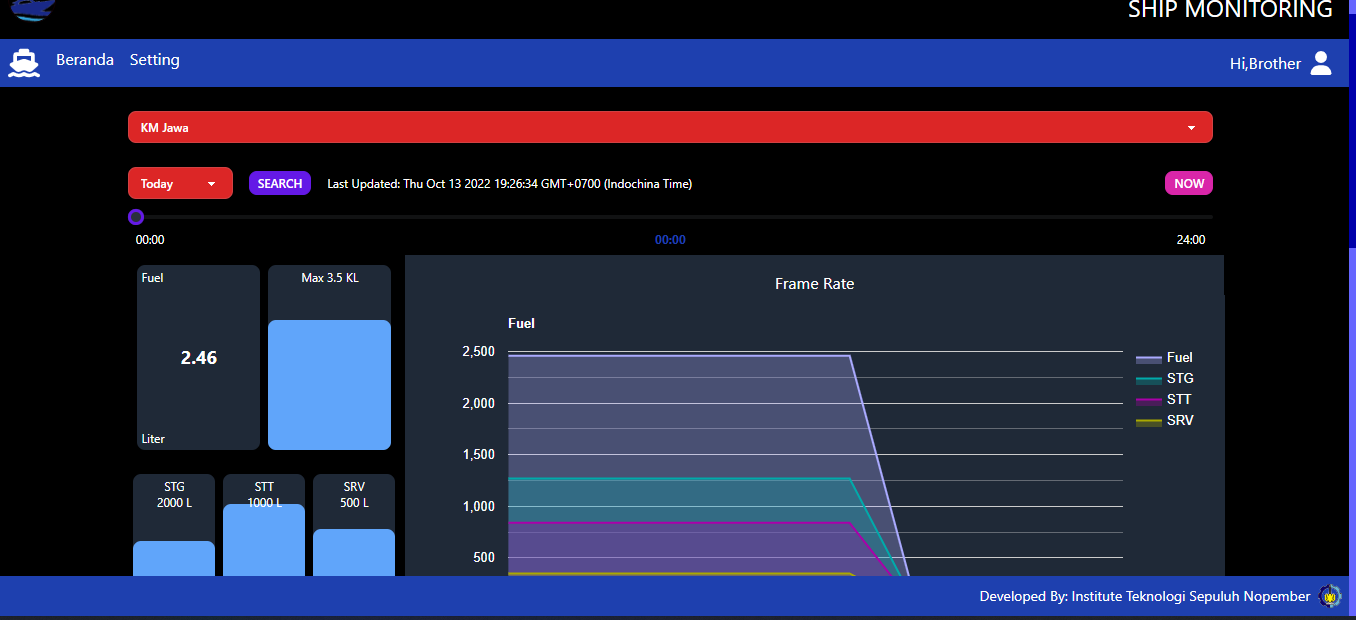 SHIP MONITORING
Beranda Setting Hi,Brother
KM Jawa
Today SEARCH Last Updated: Thu Oct 13 2022 19:26:34 GMT+0700 (Indochina Time) NOW
00:00 00:00 24:00
Fuel
2.46
Liter
Max 3.5 KL
STG
2000 L
STT
1000 L
SRV
500 L
Frame Rate
Fuel
2,500
2,000
1,500
1,000
500
Fuel
STG
STT
SRV
Developed By: Institute Teknologi Sepuluh Nopember